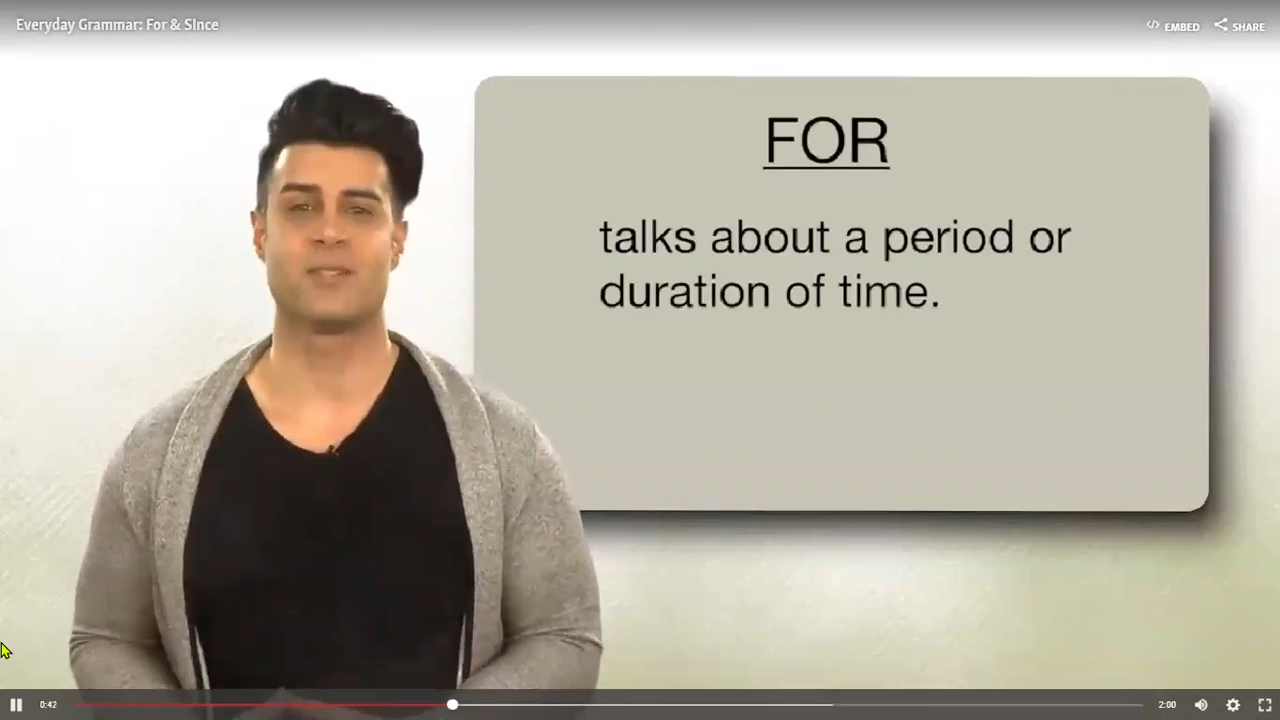 Everyday Grammar: For & SInce
EMBED
SHARE
FOR
talks about a period or
duration of time.
0:42
2:00